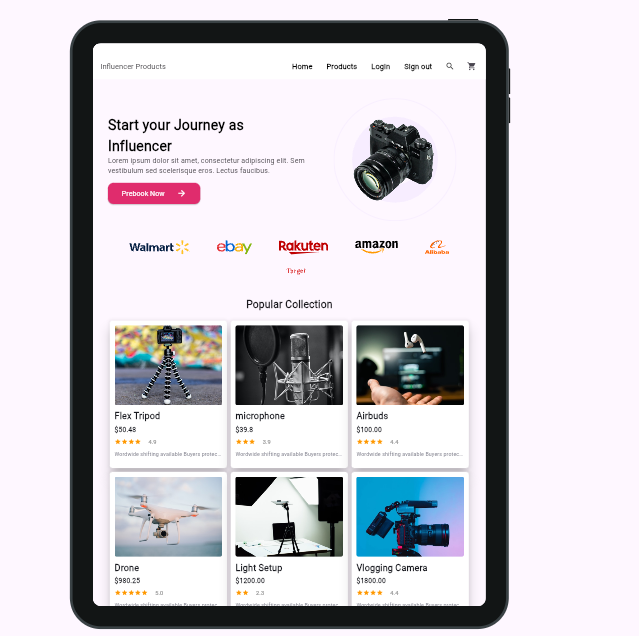 Influencer Products
Home Products Login Sign out
Start your Journey as
Influencer
Lorem ipsum dolor sit amet, consectetur adipiscing elit. Sem
vestibulum sed scelerisque eros. Lectus faucibus.
Prebook Now
Walmart ebay Rakuten amazon Alibaba
Target
Popular Collection
Flex Tripod microphone Airbuds
$50.48 $39.8 $100.00
4.9 3.9 4.4
Wordwide shifting available Buyers protec... Wordwide shifting available Buyers protec... Wordwide shifting available Buyers protec...
Drone Light Setup Vlogging Camera
$980.25 $1200.00 $1800.00
5.0 2.3 4.4
Wordwide shifting available Buyers protec... Wordwide shifting available Buyers protec... Wordwide shifting available Buyers protec...